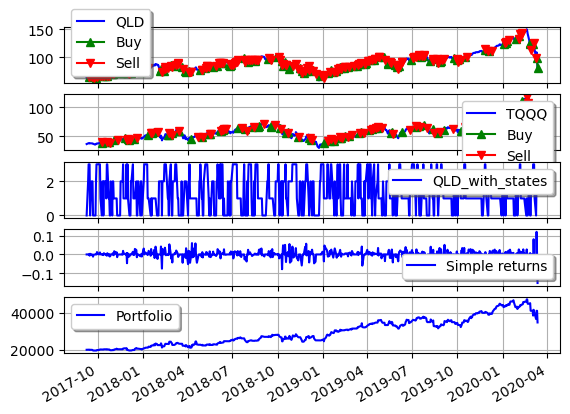 QLD
Buy
Sell
150
100
TQQQ
Buy
Sell
100
50
QLD_with_states
2
0
Simple returns
0.1
0.0
−0.1
Portfolio
40000
20000
2017-10 2018-01 2018-04 2018-07 2018-10 2019-01 2019-04 2019-07 2019-10 2020-01 2020-04